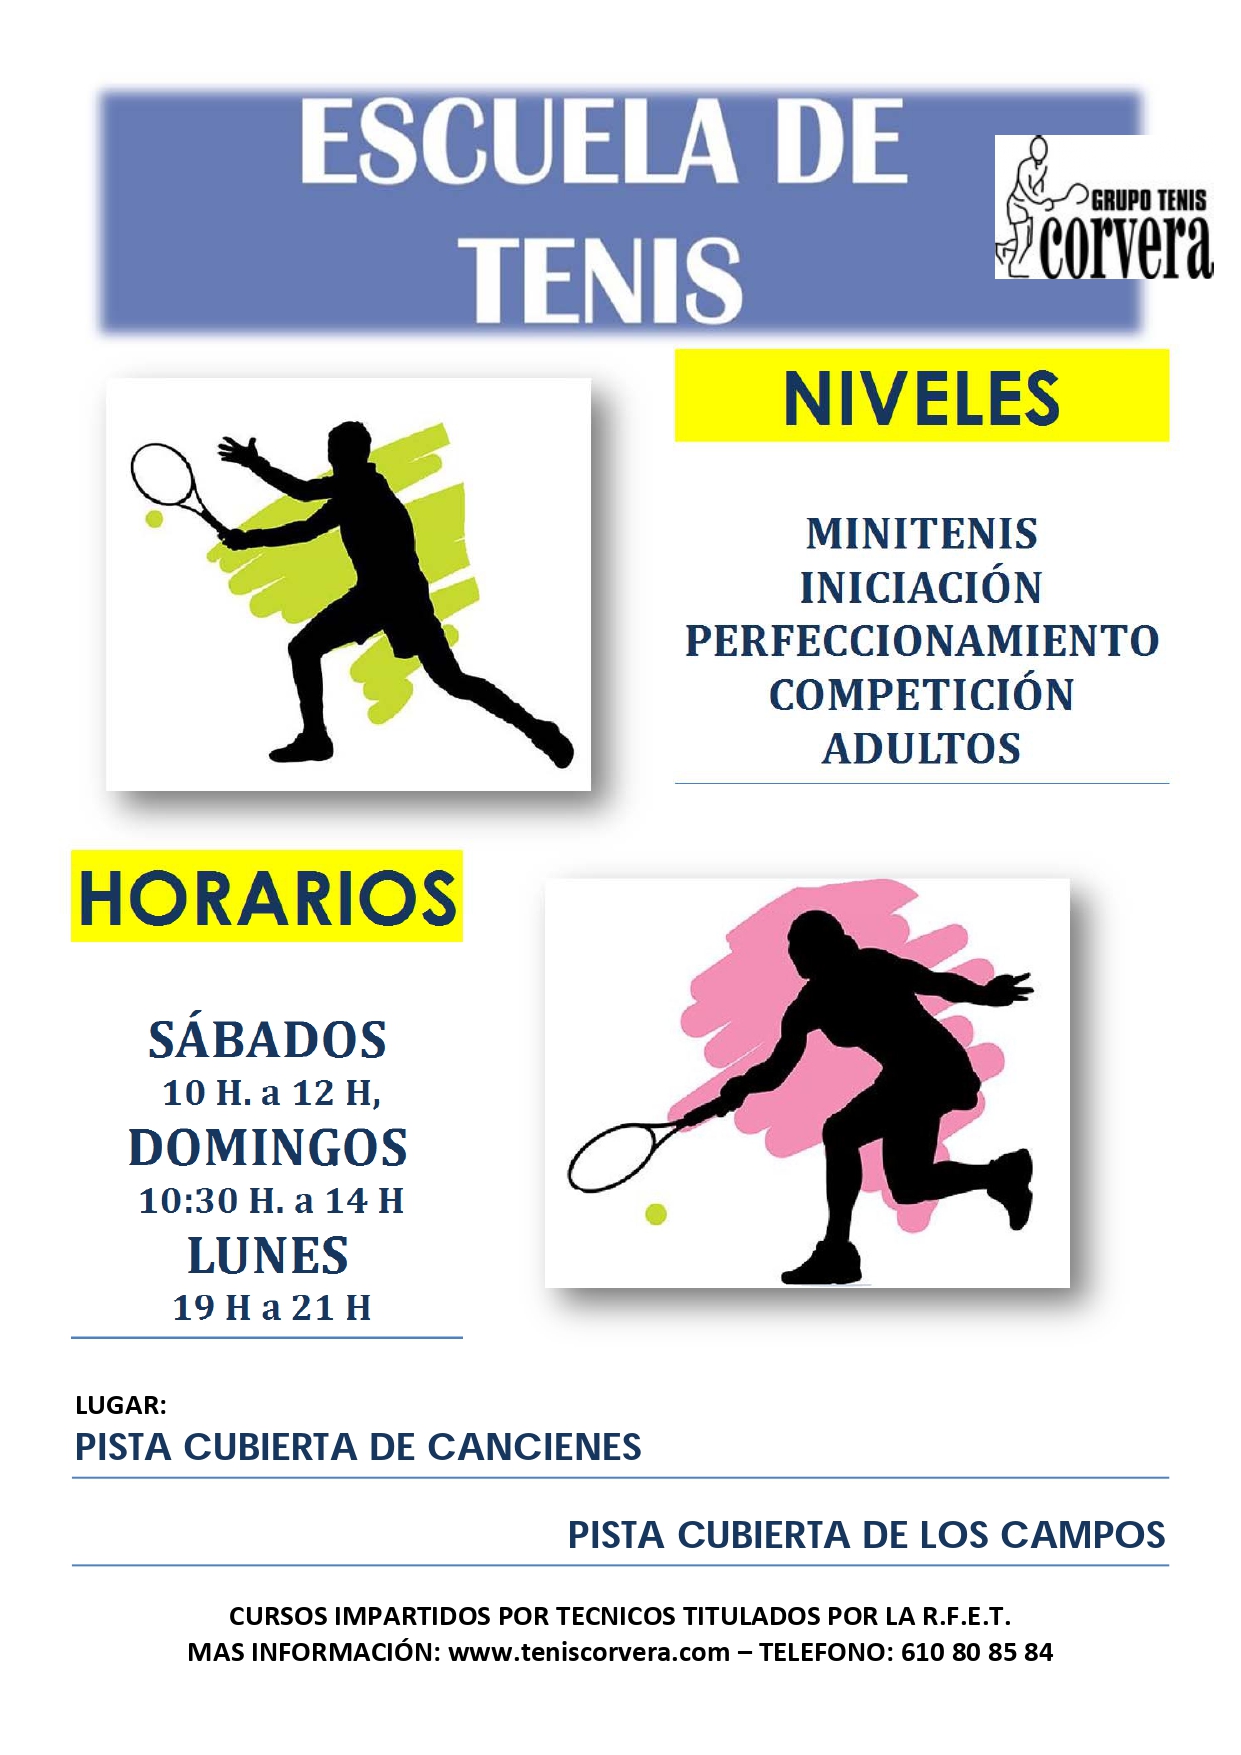 ESCUELA DE
TENIS
GRUPO TENIS
corvera
NIVELES
MINITENIS
INICIACIÓN
PERFECCIONAMIENTO
COMPETICIÓN
ADULTOS
HORARIOS
SÁBADOS
10 H. a 12 H,
DOMINGOS
10:30 H. a 14 H
LUNES
19 H a 21 H
LUGAR:
PISTA CUBIERTA DE CANCIENES
PISTA CUBIERTA DE LOS CAMPOS
CURSOS IMPARTIDOS POR TECNICOS TITULADOS POR LA R.F.E.T.
MAS INFORMACIÓN: www.teniscorvera.com – TELEFONO: 610 80 85 84